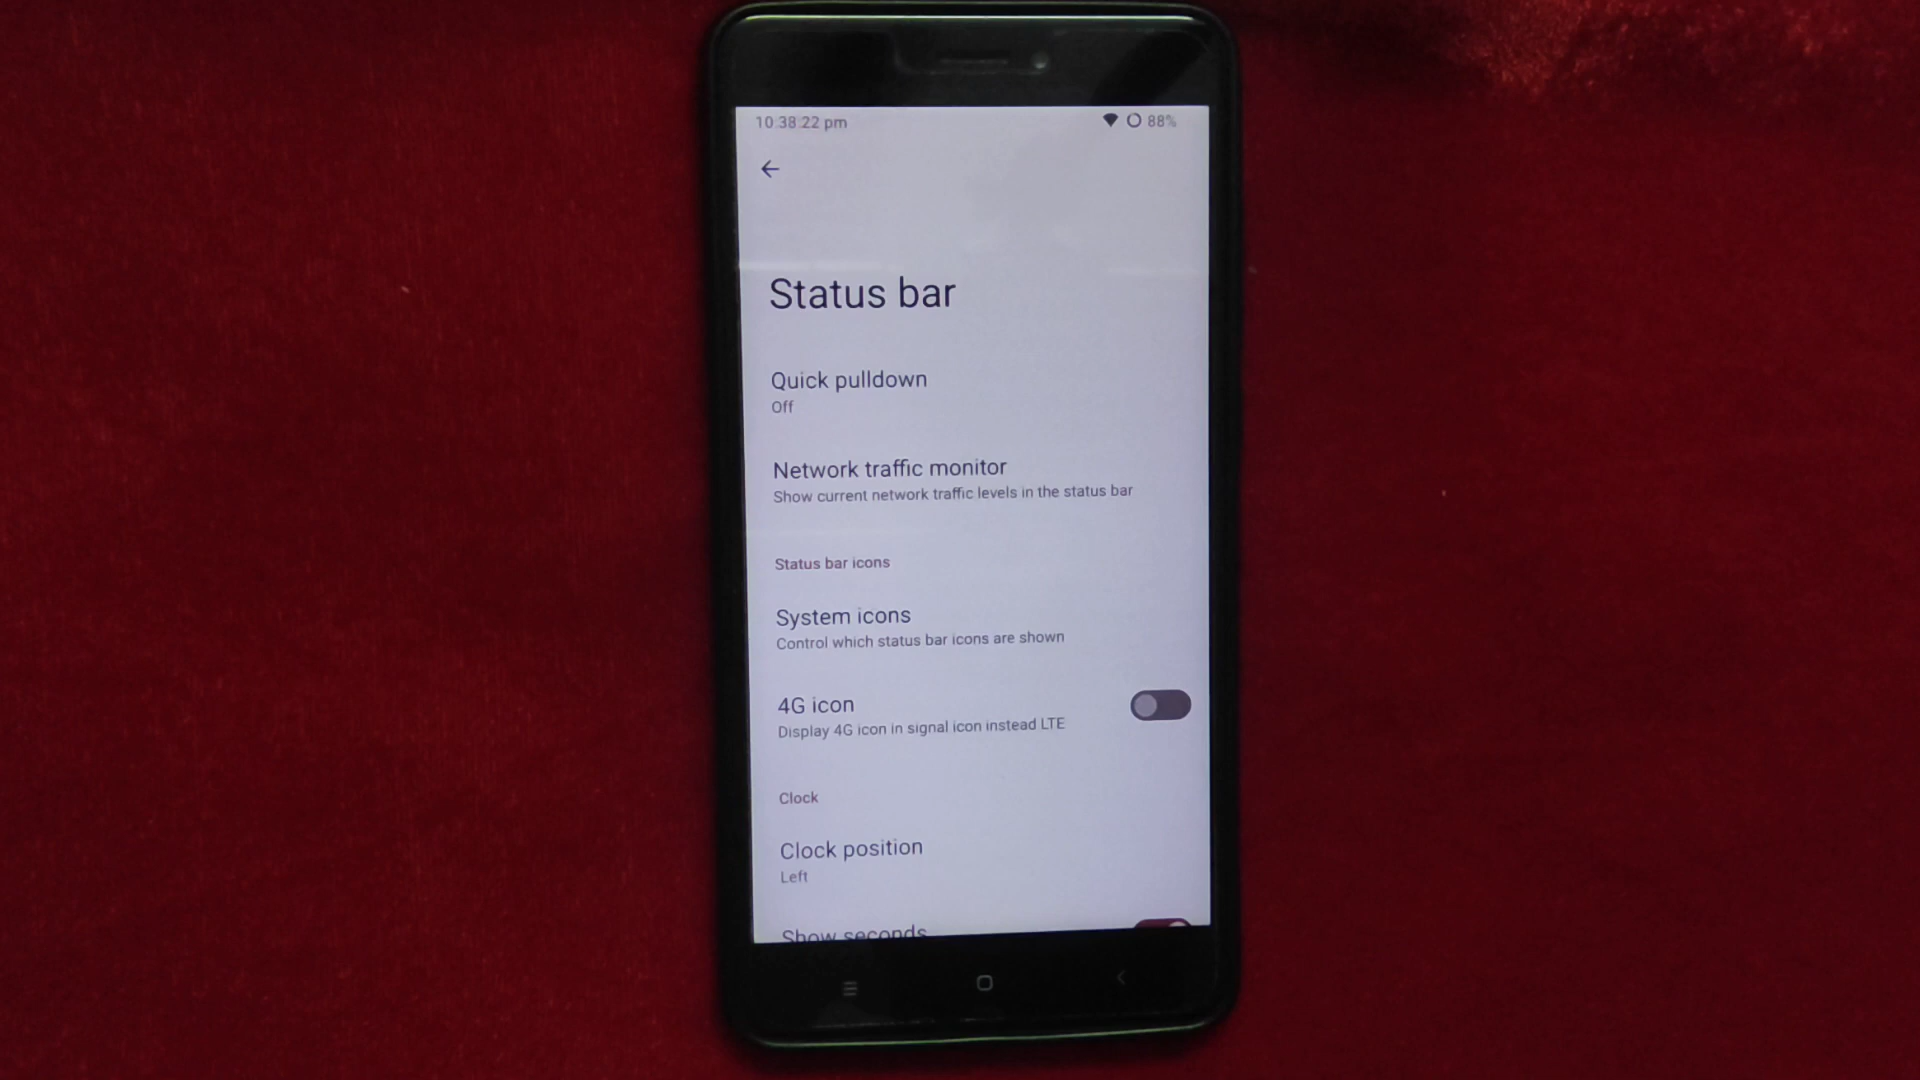 10:38:22 pm 88%
Status bar
Quick pulldown
Off
Network traffic monitor
Show current network traffic levels in the status bar
Status bar icons
System icons
Control which status bar icons are shown
4G icon
Display 4G icon in signal icon instead LTE
Clock
Clock position
Left
Show seconds